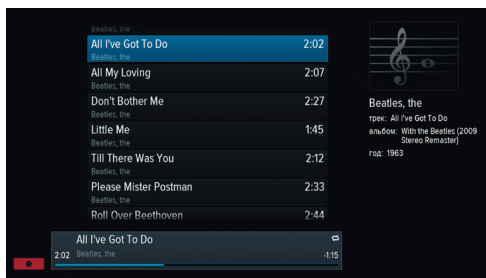 Beatles, the
All I've Got To Do 2:02
Beatles, the
All My Loving 2:07
Beatles, the
Don't Bother Me 2:27
Beatles, the
Little Me 1:45
Beatles, the
Till There Was You 2:12
Beatles, the
Please Mister Postman 2:33
Beatles, the
Roll Over Beethoven 2:44
Beatles, the
трек: All I've Got To Do
альбом: With the Beatles (2009
Stereo Remaster)
год: 1963
All I've Got To Do
2:02 Beatles, the -1:15